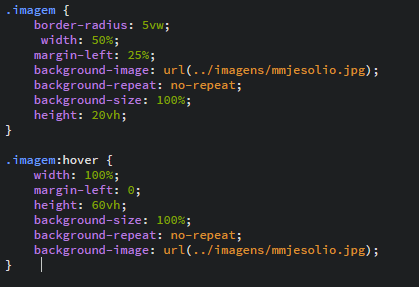 .imagem {
    border-radius: 5vw;
     width: 50%;
    margin-left: 25%;
    background-image: url(../imagens/mmjesolio.jpg);
    background-repeat: no-repeat;
    background-size: 100%;
    height: 20vh;
}
.imagem:hover {
    width: 100%;
    margin-left: 0;
    height: 60vh;
    background-size: 100%;
    background-repeat: no-repeat;
    background-image: url(../imagens/mmjesolio.jpg);
}